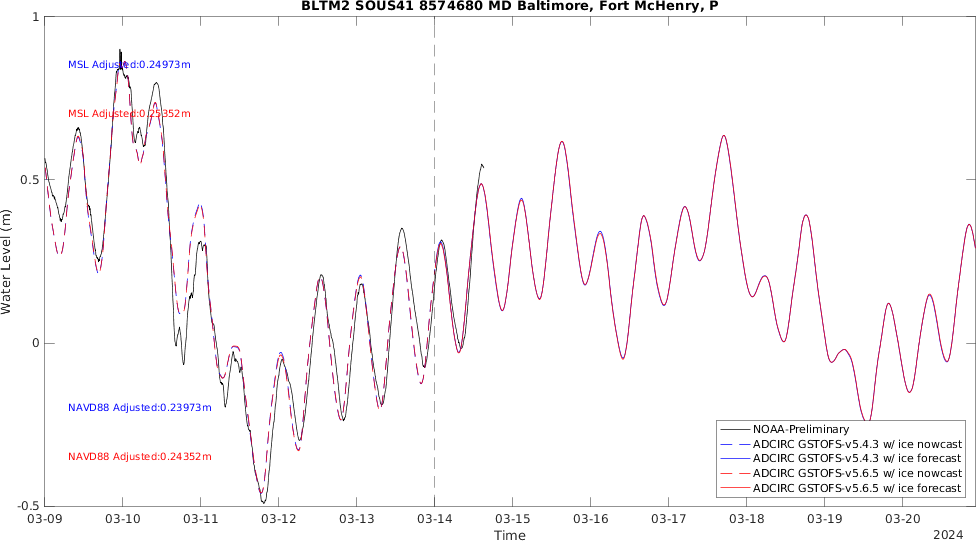 BLTM2 SOUS41 8574680 MD Baltimore, Fort McHenry, P
1
0.5
0
-0.5
Water Level (m)
MSL Adjusted:0.24973m
MSL Adjusted:0.25352m
NAVD88 Adjusted:0.23973m
NAVD88 Adjusted:0.24352m
NOAA-Preliminary
ADCIRC GSTOFS-v5.4.3 w/ ice nowcast
ADCIRC GSTOFS-v5.4.3 w/ ice forecast
ADCIRC GSTOFS-v5.6.5 w/ ice nowcast
ADCIRC GSTOFS-v5.6.5 w/ ice forecast
03-09 03-10 03-11 03-12 03-13 03-14 03-15 03-16 03-17 03-18 03-19 03-20
Time
2024